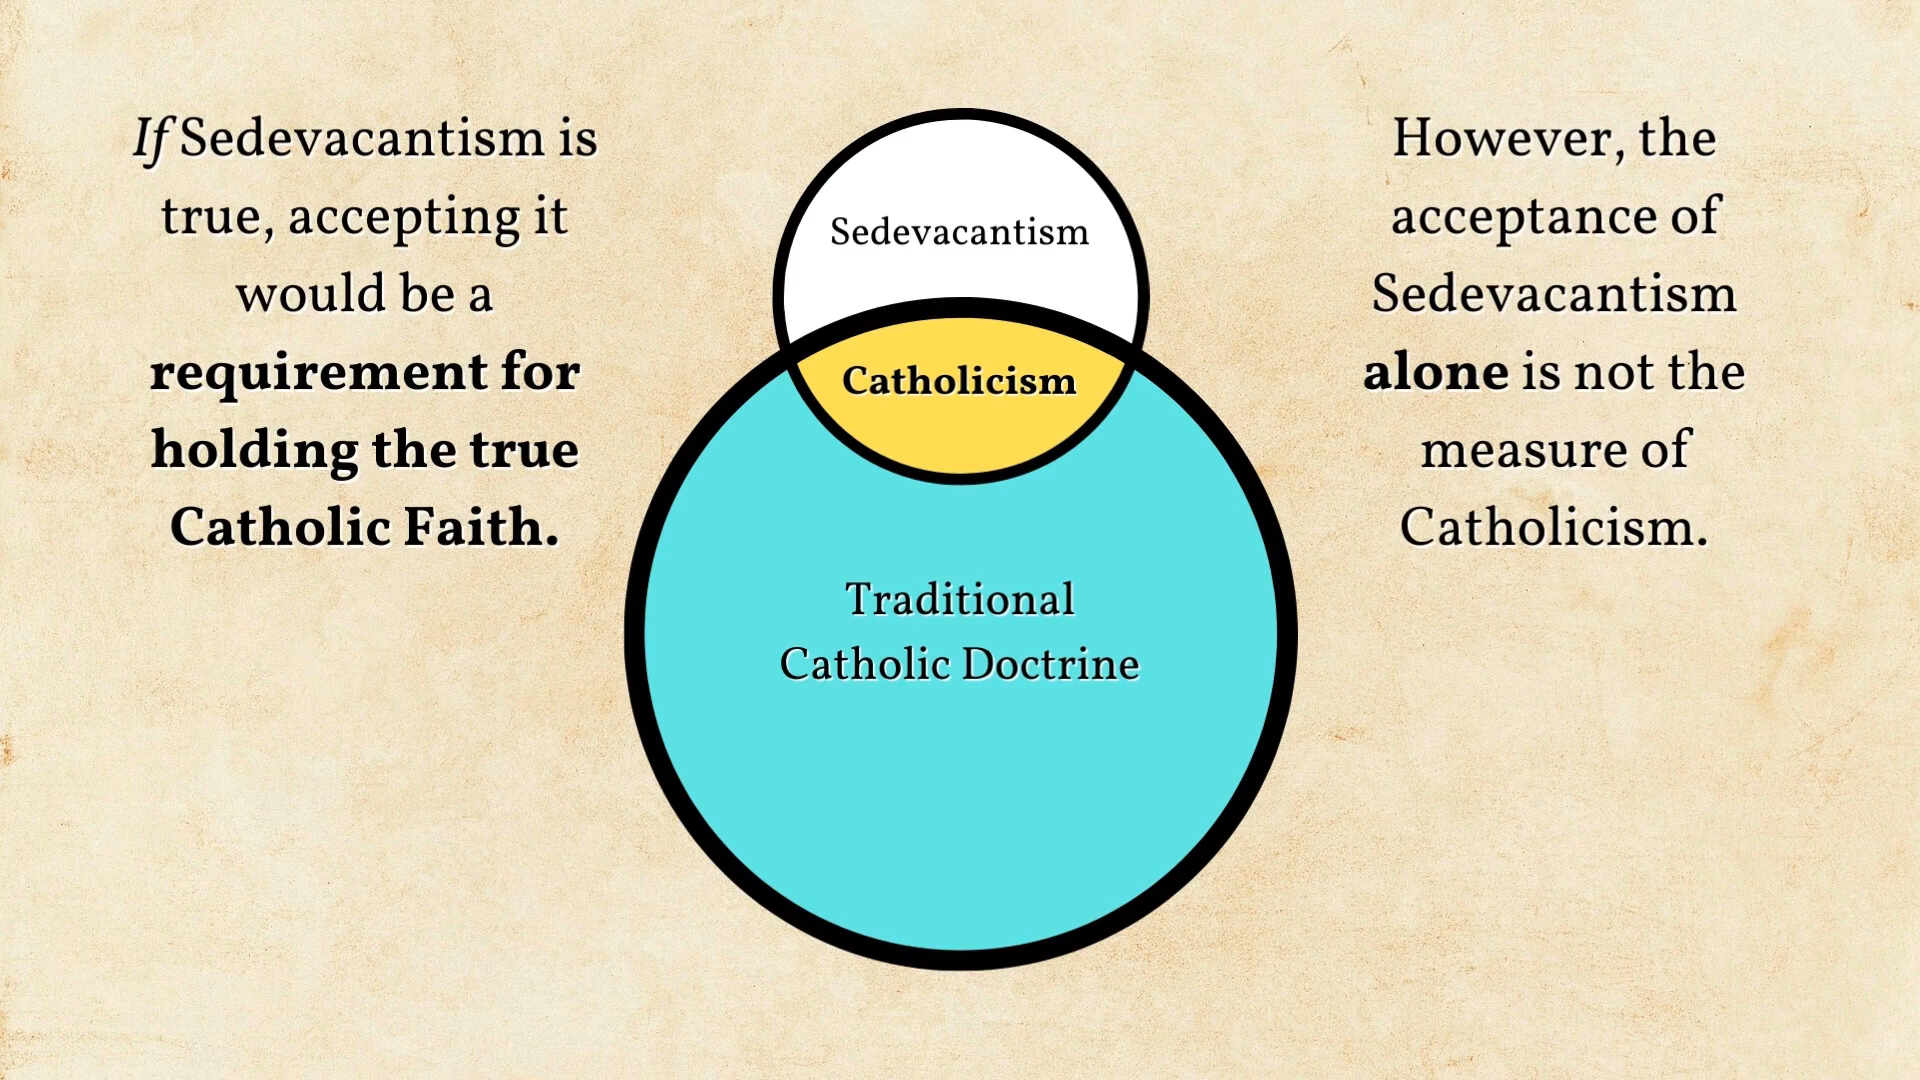 If Sedevacantism is
true, accepting it
would be a
requirement for
holding the true
Catholic Faith.
Sedevacantism
Catholicism
Traditional
Catholic Doctrine
However, the
acceptance of
Sedevacantism
alone is not the
measure of
Catholicism.